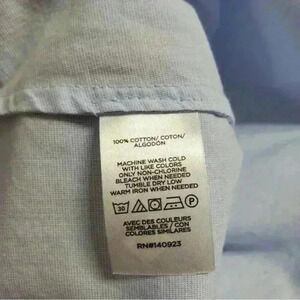 100% COTTON/ COTON/
ALGODÓN
MACHINE WASH COLD
WITH LIKE COLORS
ONLY NON-CHLORINE
BLEACH WHEN NEEDED
TUMBLE DRY LOW
WARM IRON WHEN NEEDED
30 P
AVEC DES COULEURS
SEMBLABLES / CON
COLORES SIMILARES
RN#140923